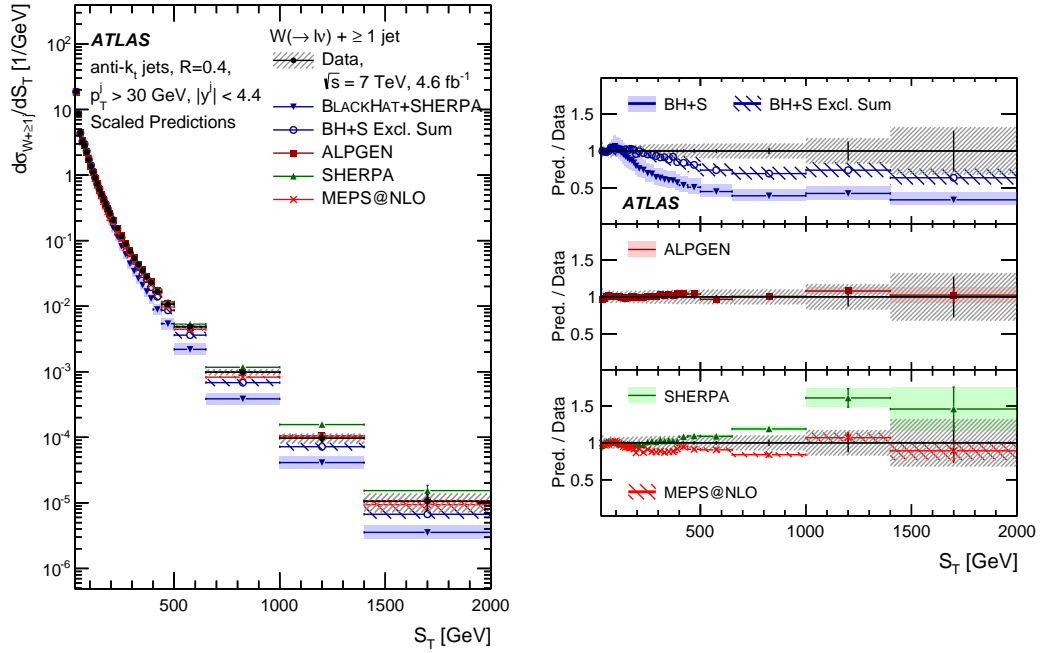 dσ_{W+≥1j}/dS_T [1/GeV]
10^2
10
1
10^{-1}
10^{-2}
10^{-3}
10^{-4}
10^{-5}
10^{-6}
ATLAS
anti-k_t jets, R=0.4,
p_T^j > 30 GeV, |y^j| < 4.4
Scaled Predictions
W(→ lν) + ≥ 1 jet
Data,
√s = 7 TeV, 4.6 fb^{-1}
BLACKHAT+SHERPA
BH+S Excl. Sum
ALPGEN
SHERPA
MEPS@NLO
500 1000 1500 2000
S_T [GeV]
Pred. / Data
1.5
1
0.5
BH+S
BH+S Excl. Sum
ATLAS
Pred. / Data
1.5
1
0.5
ALPGEN
Pred. / Data
1.5
1
0.5
SHERPA
MEPS@NLO
500 1000 1500 2000
S_T [GeV]